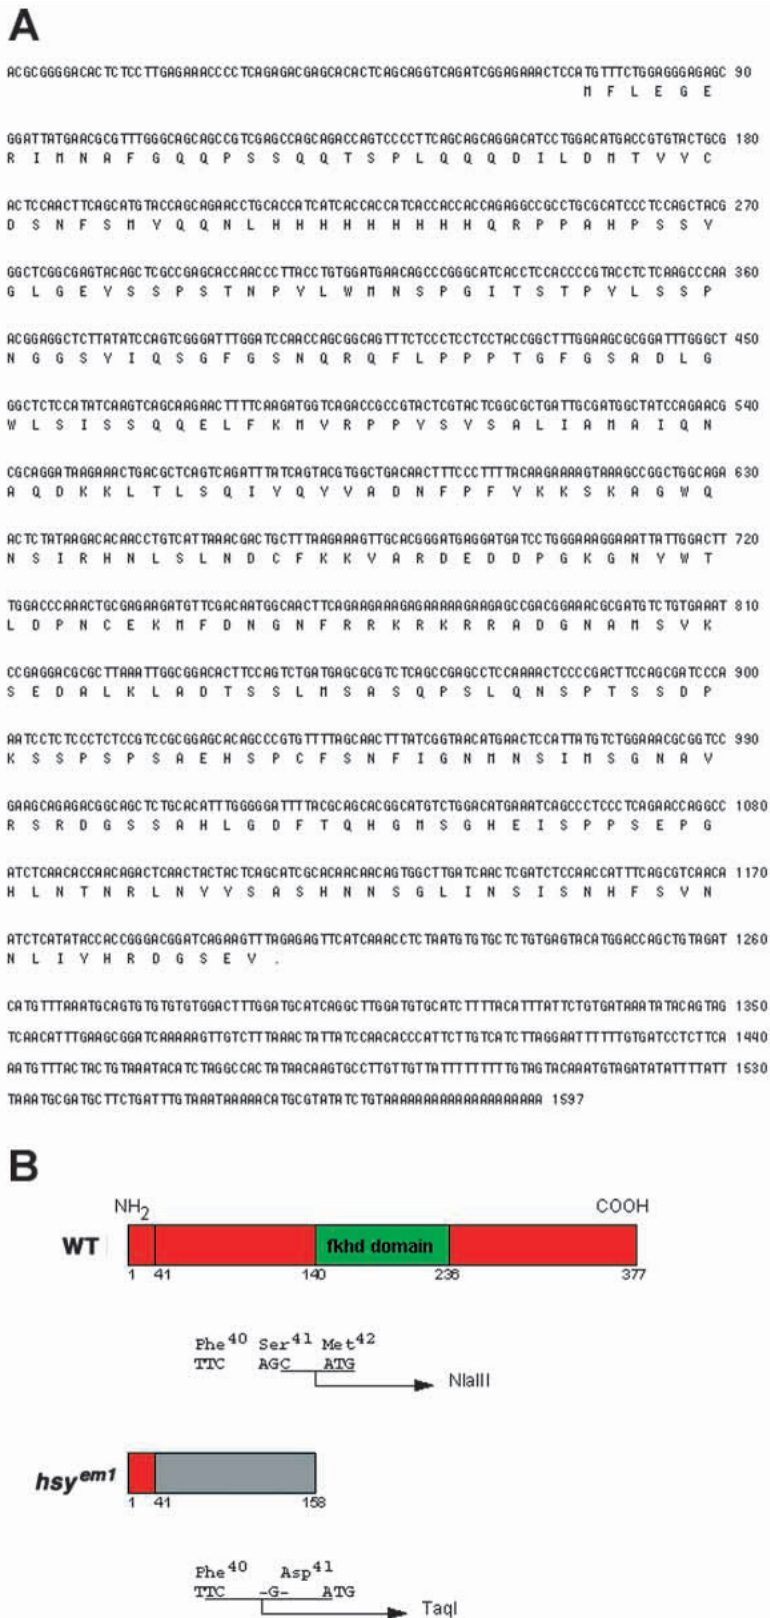 A
ACGCGGGGACACTCTCCTTGAGAAACCCCTCAGAGACGAGCACACTCAGCAGGTCAGATCGGAGAAACTCCATGTTTCTGGAGGGAGAGC 90
M F L E G E
GGATTATGAACGCGTTTGGGCAGCAGCCGTCGAGCCAGCAGACCAGTCCCCTTCAGCAGCAGGACATCCTGGACATGACCGTGTACTGCG 180
R I M N A F G Q Q P S S Q Q T S P L Q Q Q D I L D M T V Y C
ACTCCAACTTCAGCATGTACCAGCAGAACCTGCACCATCATCACCACCATCACCACCACCAGAGGCCGCCTGCGCATCCCTCCAGCTACG 270
D S N F S M Y Q Q N L H H H H H H H H H Q R P P A H P S S Y
GGCTCGGCGAGTACAGCTCGCCGAGCACCAACCCTTACCTGTGGATGAACAGCCCGGGCATCACCTCCACCCCGTACCTCTCAAGCCCAA 360
G L G E Y S S P S T N P Y L W M N S P G I T S T P Y L S S P
ACGGAGGCTCTTATATCCAGTCGGGATTTGGATCCAACCAGCGGCAGTTTCTCCCTCCTCCTACCGGCTTTGGAAGCGCGGATTTGGGCT 450
N G G S Y I Q S G F G S N Q R Q F L P P P T G F G S A D L G
GGCTCTCCATATCAAGTCAGCAAGAACTTTTCAAGATGGTCAGACCGCCGTACTCGTACTCGGCGCTGATTGCGATGGCTATCCAGAACG 540
W L S I S S Q Q E L F K M V R P P Y S Y S A L I A M A I Q N
CGCAGGATAAGAAACTGACGCTCAGTCAGATTTATCAGTACGTGGCTGACAACTTTCCCTTTTACAAGAAAAGTAAAGCCGGCTGGCAGA 630
A Q D K K L T L S Q I Y Q Y V A D N F P F Y K K S K A G W Q
ACTCTATAAGACACAACCTGTCATTAAACGACTGCTTTAAGAAAGTTGCACGGGATGAGGATGATCCTGGGAAAGGAAATTATTGGACTT 720
N S I R H N L S L N D C F K K V A R D E D D P G K G N Y W T
TGGACCCAAACTGCGAGAAGATGTTCGACAATGGCAACTTCAGAAGAAAGAGAAAAAGAAGAGCCGACGGAAACGCGATGTCTGTGAAAT 810
L D P N C E K M F D N G N F R R K R K R R A D G N A M S V K
CCGAGGACGCGCTTAAATTGGCGGACACTTCCAGTCTGATGAGCGCGTCTCAGCCGAGCCTCCAAAACTCCCCGACTTCCAGCGATCCCA 900
S E D A L K L A D T S S L M S A S Q P S L Q N S P T S S D P
AATCCTCTCCCTCTCCGTCCGCGGAGCACAGCCCGTGTTTTAGCAACTTTATCGGTAACATGAACTCCATTATGTCTGGAAACGCGGTCC 990
K S S P S P S A E H S P C F S N F I G N M N S I M S G N A V
GAAGCAGAGACGGCAGCTCTGCACATTTGGGGGATTTTACGCAGCACGGCATGTCTGGACATGAAATCAGCCCTCCCTCAGAACCAGGCC 1080
R S R D G S S A H L G D F T Q H G M S G H E I S P P S E P G
ATCTCAACACCAACAGACTCAACTACTACTCAGCATCGCACAACAACAGTGGCTTGATCAACTCGATCTCCAACCATTTCAGCGTCAACA 1170
H L N T N R L N Y Y S A S H N N S G L I N S I S N H F S V N
ATCTCATATACCACCGGGACGGATCAGAAGTTTAGAGAGTTCATCAAACCTCTAATGTGTGCTCTGTGAGTACATGGACCAGCTGTAGAT 1260
N L I Y H R D G S E V .
CATGTTTAAATGCAGTGTGTGTGTGGACTTTGGATGCATCAGGCTTGGATGTGCATCTTTTACATTTATTCTGTGATAAATATACAGTAG 1350
TCAACATTTGAAGCGGATCAAAAAGTTGTCTTTAAACTATTATCCAACACCCATTCTTGTCATCTTAGGAATTTTTTGTGATCCTCTTCA 1440
AATGTTTACTACTGTAAATACATCTAGGCCACTATAACAAGTGCCTTGTTGTTATTTTTTTTTGTAGTACAAATGTAGATATATTTTATT 1530
TAAATGCGATGCTTCTGATTTGTAAATAAAAACATGCGTATATCTGTAAAAAAAAAAAAAAAAAAAA 1597
B
NH2 COOH
WT fkhd domain
1 41 140 236 377
Phe40 Ser41 Met42
TTC AGC ATG
NlaIII
hsyem1
1 41 158
Phe40 Asp41
TTC -G- ATG
TaqI